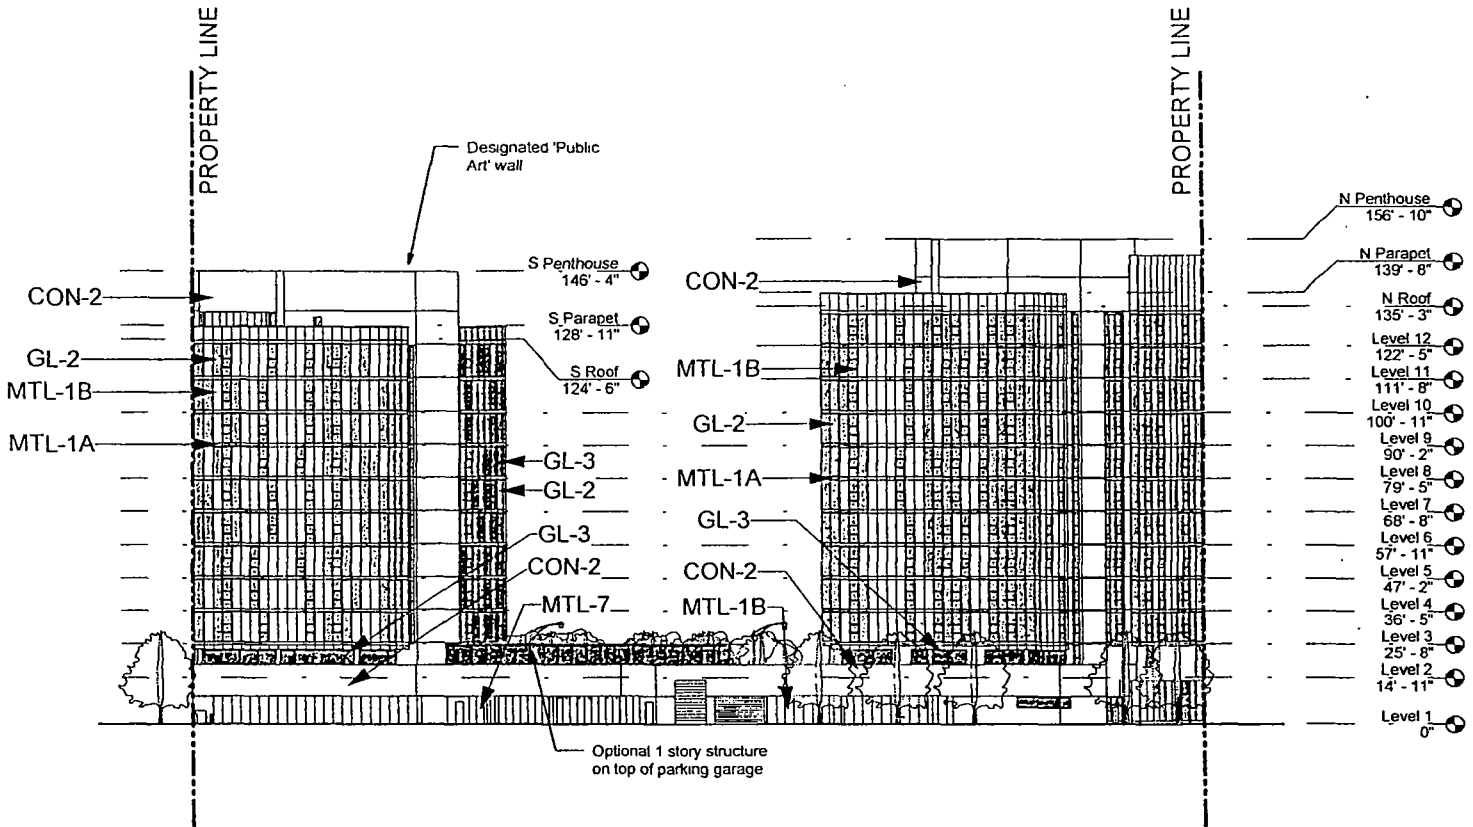 PROPERTY LINE
PROPERTY LINE
Designated 'Public
Art' wall
N Penthouse
156' - 10"
S Penthouse
146' - 4"
N Parapet
139' - 8"
CON-2
CON-2
N Roof
135' - 3"
S Parapet
128' - 11"
GL-2
MTL-1B
S Roof
124' - 6"
MTL-1B
MTL-1A
GL-2
GL-3
GL-2
MTL-1A
GL-3
GL-3
CON-2
CON-2
MTL-7
MTL-1B
Level 12
122' - 5"
Level 11
111' - 8"
Level 10
100' - 11"
Level 9
90' - 2"
Level 8
79' - 5"
Level 7
68' - 8"
Level 6
57' - 11"
Level 5
47' - 2"
Level 4
36' - 5"
Level 3
25' - 8"
Level 2
14' - 11"
Level 1
0"
Optional 1 story structure
on top of parking garage